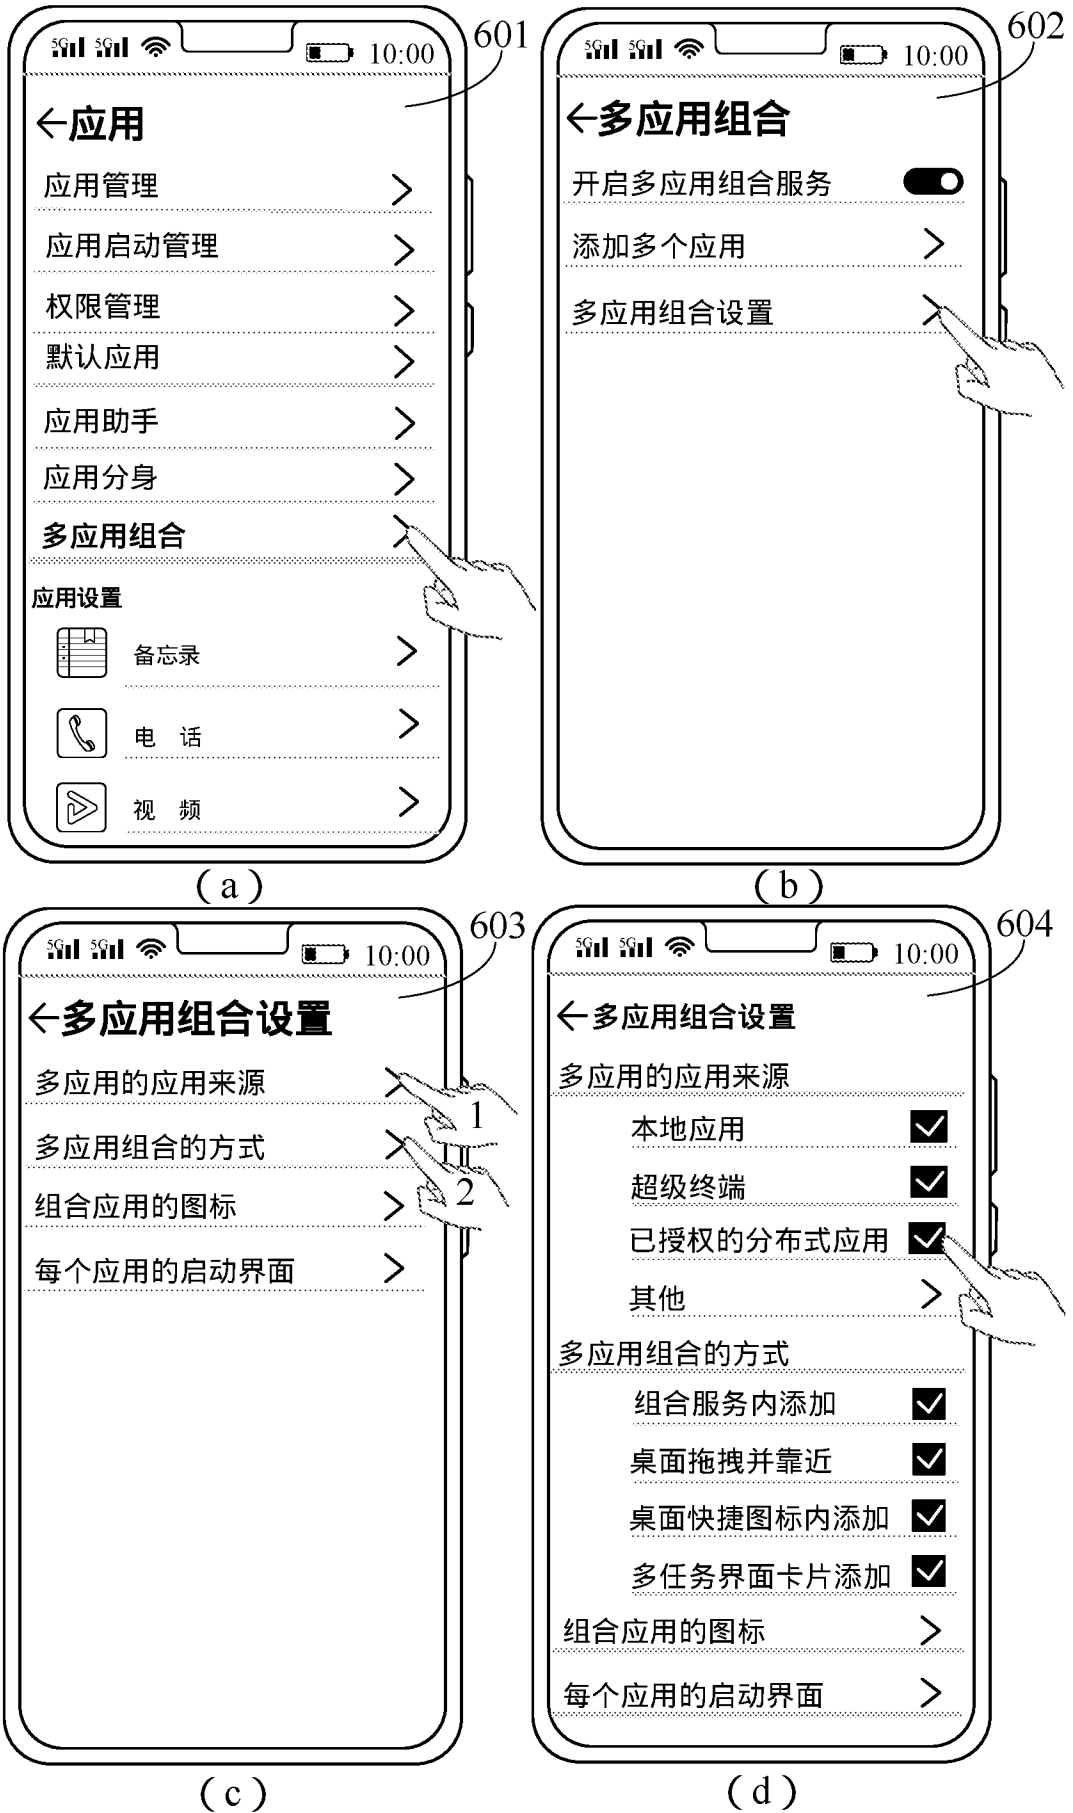 5G 5G 10:00
601
应用
应用管理
应用启动管理
权限管理
默认应用
应用助手
应用分身
多应用组合
应用设置
备忘录
电 话
视 频
(a)
5G 5G 10:00
602
多应用组合
开启多应用组合服务
添加多个应用
多应用组合设置
(b)
5G 5G 10:00
603
多应用组合设置
多应用的应用来源
1
多应用组合的方式
2
组合应用的图标
每个应用的启动界面
(c)
5G 5G 10:00
604
多应用组合设置
多应用的应用来源
本地应用
超级终端
已授权的分布式应用
其他
多应用组合的方式
组合服务内添加
桌面拖拽并靠近
桌面快捷图标内添加
多任务界面卡片添加
组合应用的图标
每个应用的启动界面
(d)